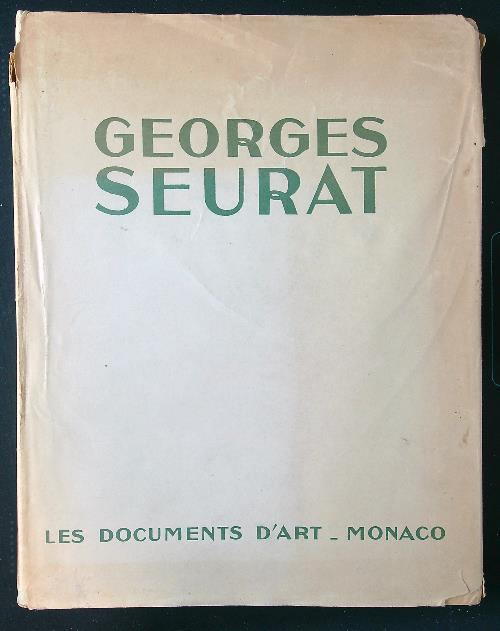 GEORGES
SEURAT
LES DOCUMENTS D'ART - MONACO